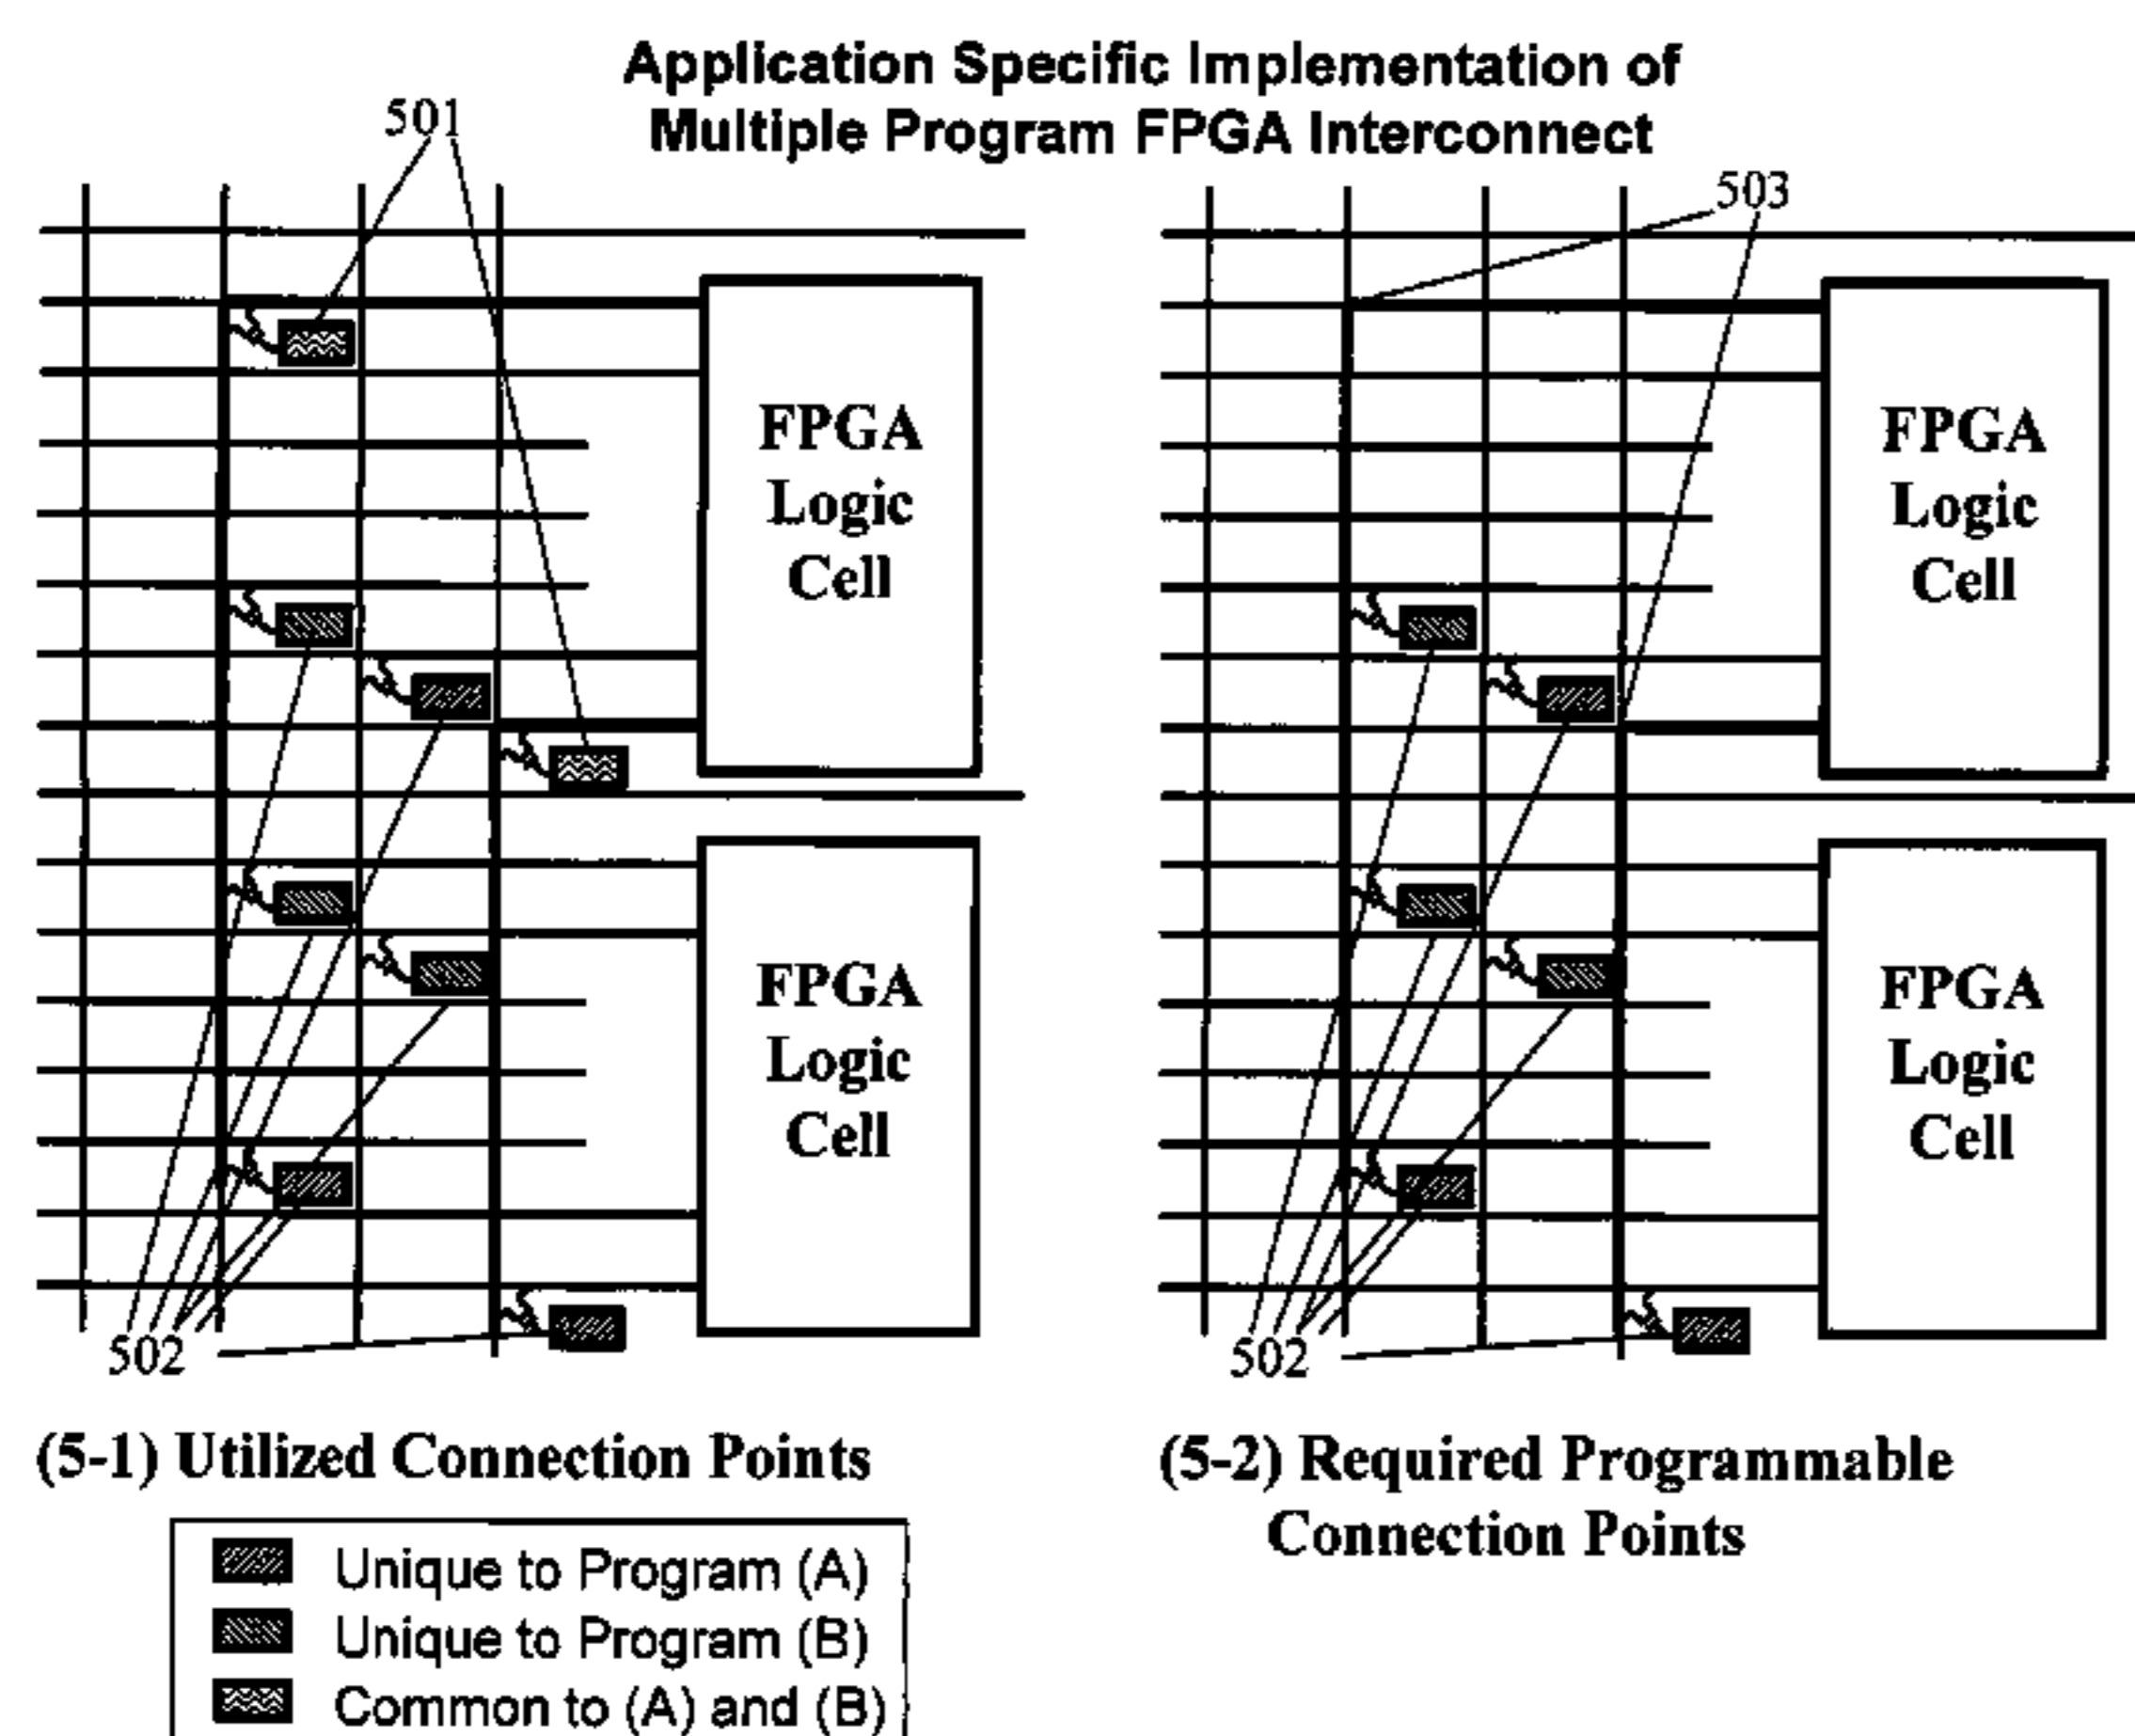 Application Specific Implementation of
Multiple Program FPGA Interconnect
501
503
FPGA
Logic
Cell
FPGA
Logic
Cell
FPGA
Logic
Cell
FPGA
Logic
Cell
502
502
(5-1) Utilized Connection Points
(5-2) Required Programmable
Connection Points
Unique to Program (A)
Unique to Program (B)
Common to (A) and (B)